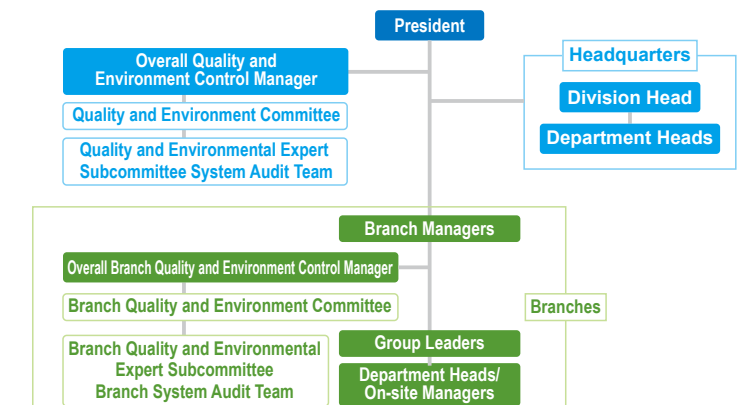 President
Overall Quality and
Environment Control Manager
Headquarters
Division Head
Quality and Environment Committee
Department Heads
Quality and Environmental Expert
Subcommittee System Audit Team
Branch Managers
Overall Branch Quality and Environment Control Manager
Branch Quality and Environment Committee
Branches
Group Leaders
Branch Quality and Environmental
Expert Subcommittee
Branch System Audit Team
Department Heads/
On-site Managers